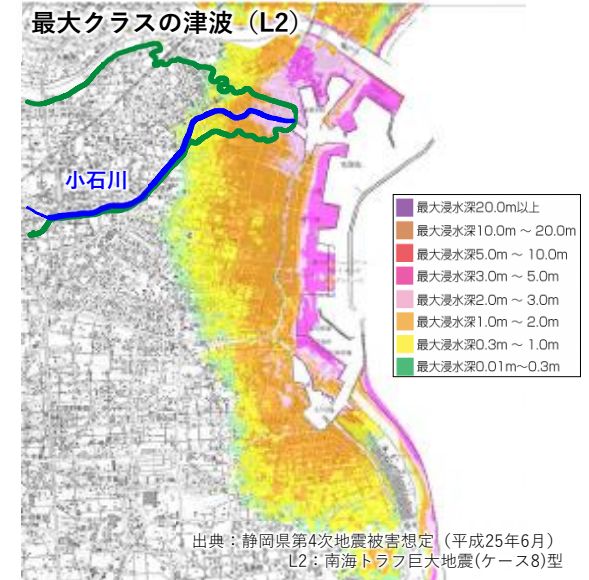 最大クラスの津波（L2）
小石川
最大浸水深20.0m以上
最大浸水深10.0m ～ 20.0m
最大浸水深5.0m ～ 10.0m
最大浸水深3.0m ～ 5.0m
最大浸水深2.0m ～ 3.0m
最大浸水深1.0m ～ 2.0m
最大浸水深0.3m ～ 1.0m
最大浸水深0.01m～0.3m
出典：静岡県第4次地震被害想定（平成25年6月）
L2：南海トラフ巨大地震(ケース8)型